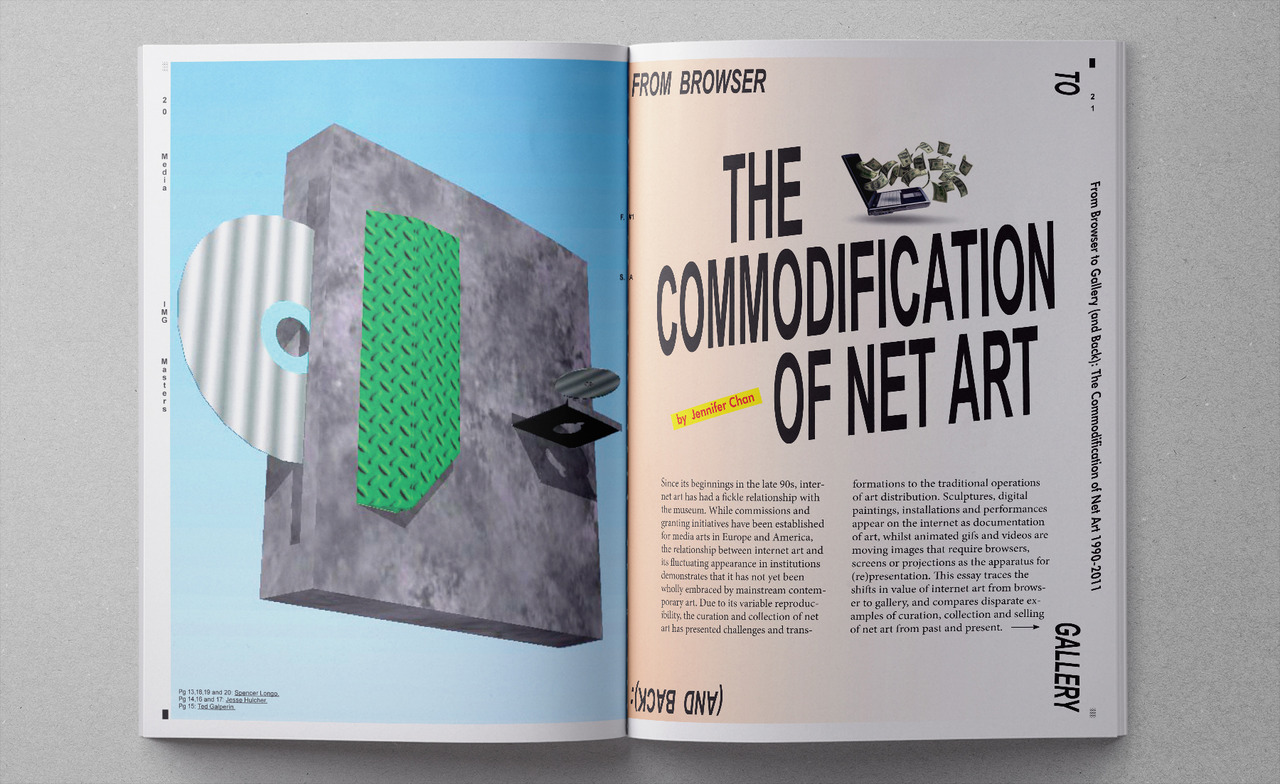 20
Media
IMG
Masters
Pg 13,18,19 and 20: Spencer Longo.
Pg 14,16 and 17: Jesse Hulcher.
Pg 15: Ted Galperin.
FROM BROWSER
TO
GALLERY
(AND BACK):
THE
COMMODIFICATION
OF NET ART
by Jennifer Chan
Since its beginnings in the late 90s, inter-
net art has had a fickle relationship with
the museum. While commissions and
granting initiatives have been established
for media arts in Europe and America,
the relationship between internet art and
its fluctuating appearance in institutions
demonstrates that it has not yet been
wholly embraced by mainstream contem-
porary art. Due to its variable reproduc-
ibility, the curation and collection of net
art has presented challenges and trans-
formations to the traditional operations
of art distribution. Sculptures, digital
paintings, installations and performances
appear on the internet as documentation
of art, whilst animated gifs and videos are
moving images that require browsers,
screens or projections as the apparatus for
(re)presentation. This essay traces the
shifts in value of internet art from brows-
er to gallery, and compares disparate ex-
amples of curation, collection and selling
of net art from past and present.
21
From Browser to Gallery (and Back): The Commodification of Net Art 1990-2011